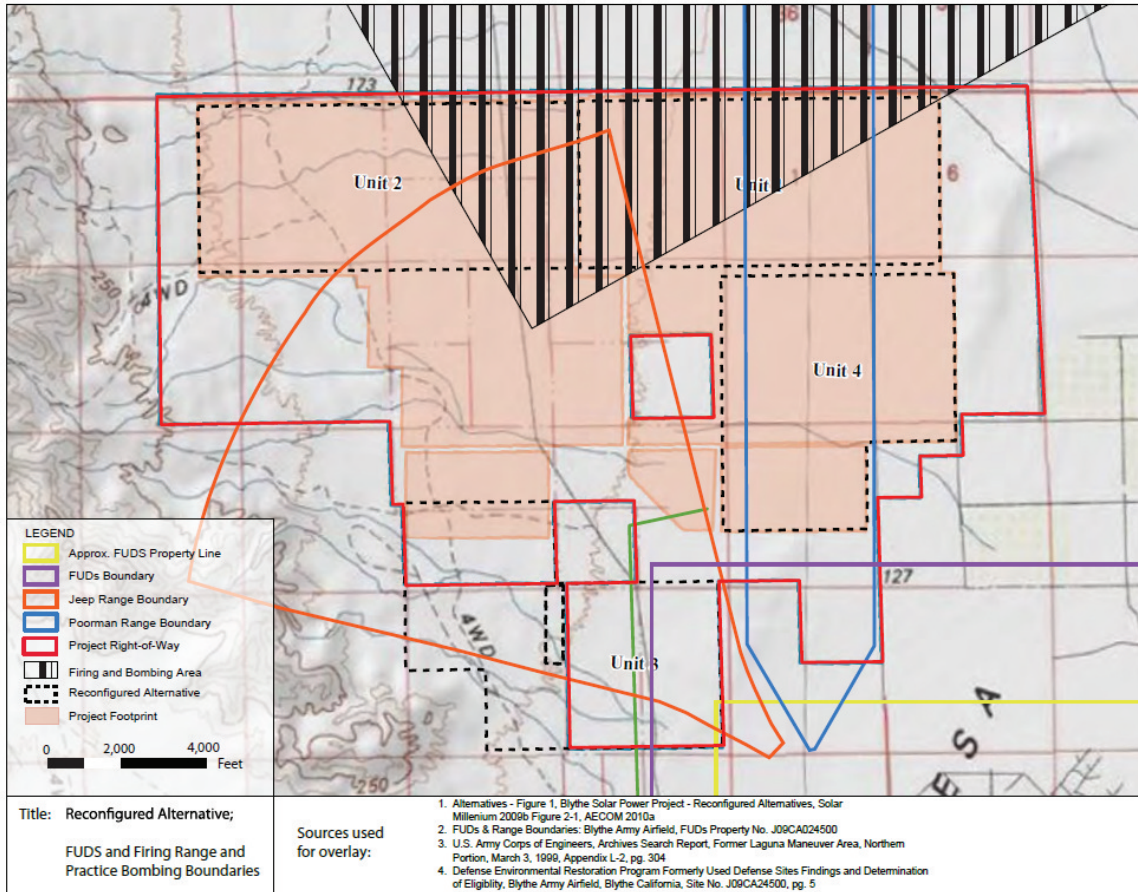 36
173
Unit 2
1
6
250
4WD
Unit 4
LEGEND
Approx. FUDS Property Line
FUDs Boundary
Jeep Range Boundary
Poorman Range Boundary
Project Right-of-Way
Firing and Bombing Area
Reconfigured Alternative
Project Footprint
0 2,000 4,000
Feet
127
4WD
Unit 3
E S A
250
Title: Reconfigured Alternative;
FUDS and Firing Range and
Practice Bombing Boundaries
Sources used
for overlay:
1. Alternatives - Figure 1, Blythe Solar Power Project - Reconfigured Alternatives, Solar
Millenium 2009b Figure 2-1, AECOM 2010a
2. FUDs & Range Boundaries: Blythe Army Airfield, FUDs Property No. J09CA024500
3. U.S. Army Corps of Engineers, Archives Search Report, Former Laguna Maneuver Area, Northern
Portion, March 3, 1999, Appendix L-2, pg. 304
4. Defense Environmental Restoration Program Formerly Used Defense Sites Findings and Determination
of Eligiblity, Blythe Army Airfield, Blythe California, Site No. J09CA24500, pg. 5